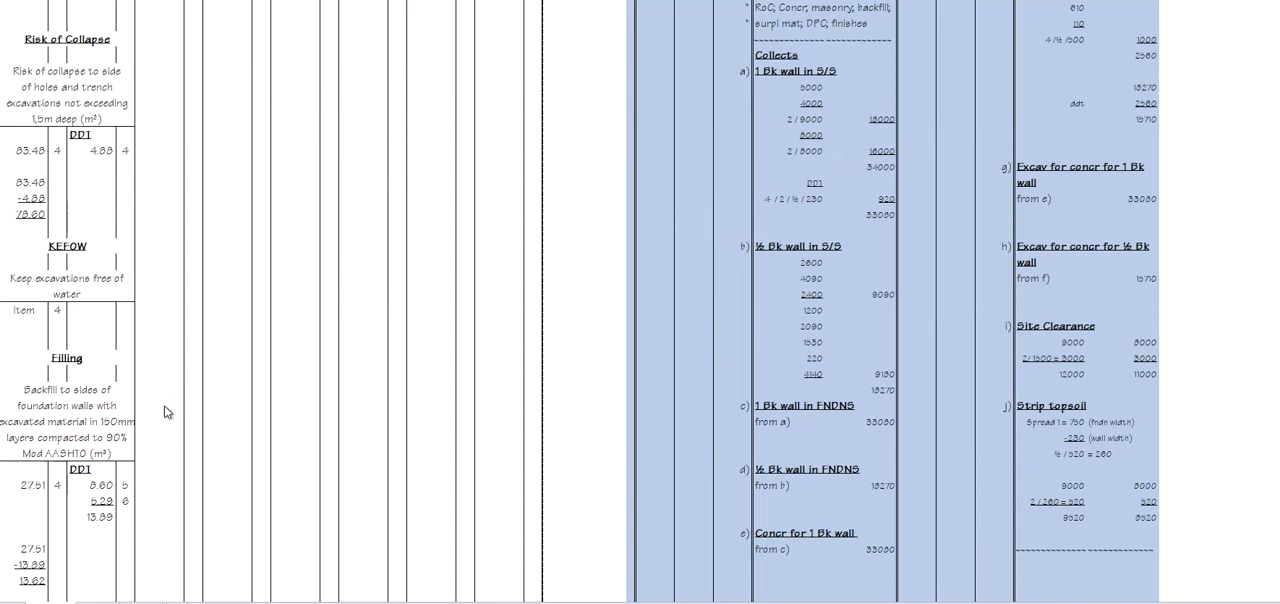 Risk of Collapse
Risk of collapse to side
of holes and trench
excavations not exceeding
1,5m deep (m²)
DDT
83.48 4 4.88 4
83.48
-4.88
78.60
KEFOW
Keep excavations free of
water
Item 4
Filling
Backfill to sides of
foundation walls with
excavated material in 150mm
layers compacted to 90%
Mod AASHTO (m³)
DDT
27.51 4 8.60 5
5.29 6
13.89
27.51
-13.89
13.62
* RoC; Concr, masonry; backfill;
* surpl mat; DPC; finishes
Collects
a) 1 Bk wall in S/S
5000
4000
2 / 9000 18000
8000
2 / 8000 16000
34000
DDT
4 / 2 / ½ / 230 920
33080
b) ½ Bk wall in S/S
2600
4090
2400 9090
1200
2090
1530
220
4140 9180
18270
c) 1 Bk wall in FNDNS
from a) 33080
d) ½ Bk wall in FNDNS
from b) 18270
e) Concr for 1 Bk wall
from c) 33080
610
110
4 /½ /500 1000
2560
18270
ddt 2560
15710
g) Excav for concr for 1 Bk
wall
from e) 33080
h) Excav for concr for ½ Bk
wall
from f) 15710
i) Site Clearance
9000 8000
2/ 1500 = 3000 3000
12000 11000
j) Strip topsoil
Spread 1 = 750 (fndn width)
-230 (wall width)
½ / 520 = 260
9000 8000
2 / 260 = 520 520
9520 8520